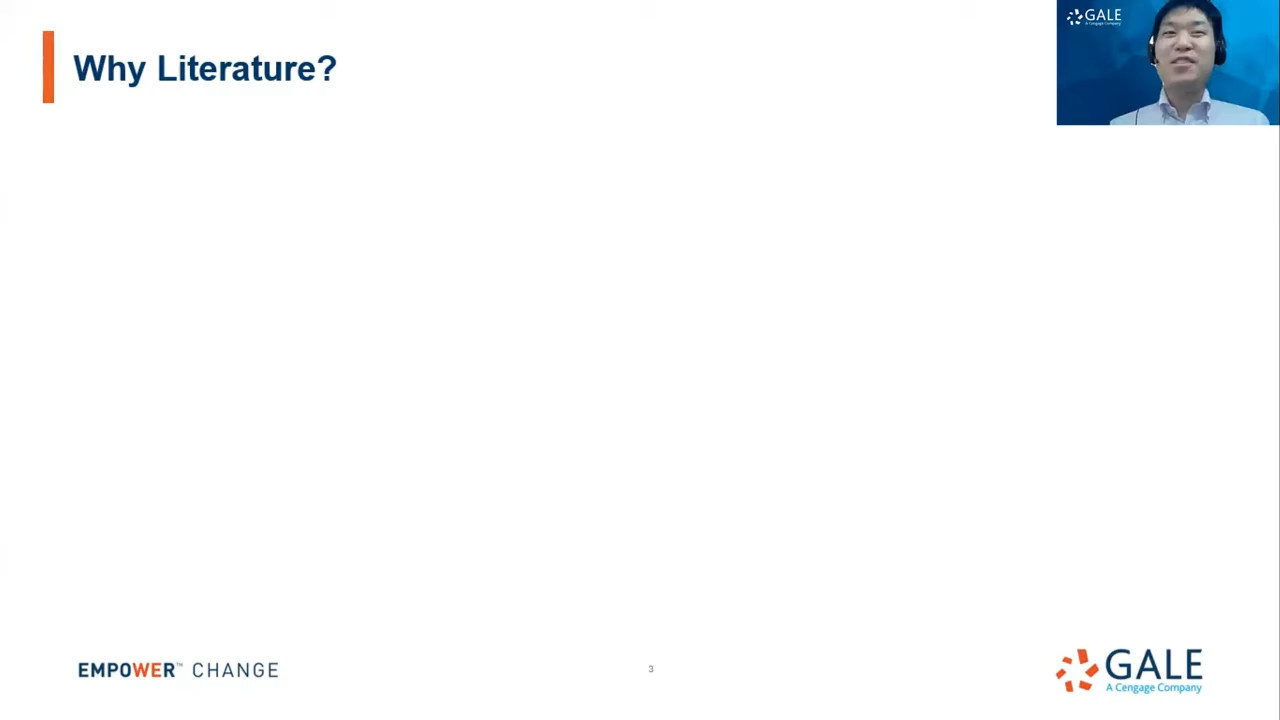 Why Literature?
GALE
A Cengage Company
EMPOWER™ CHANGE
3
GALE
A Cengage Company